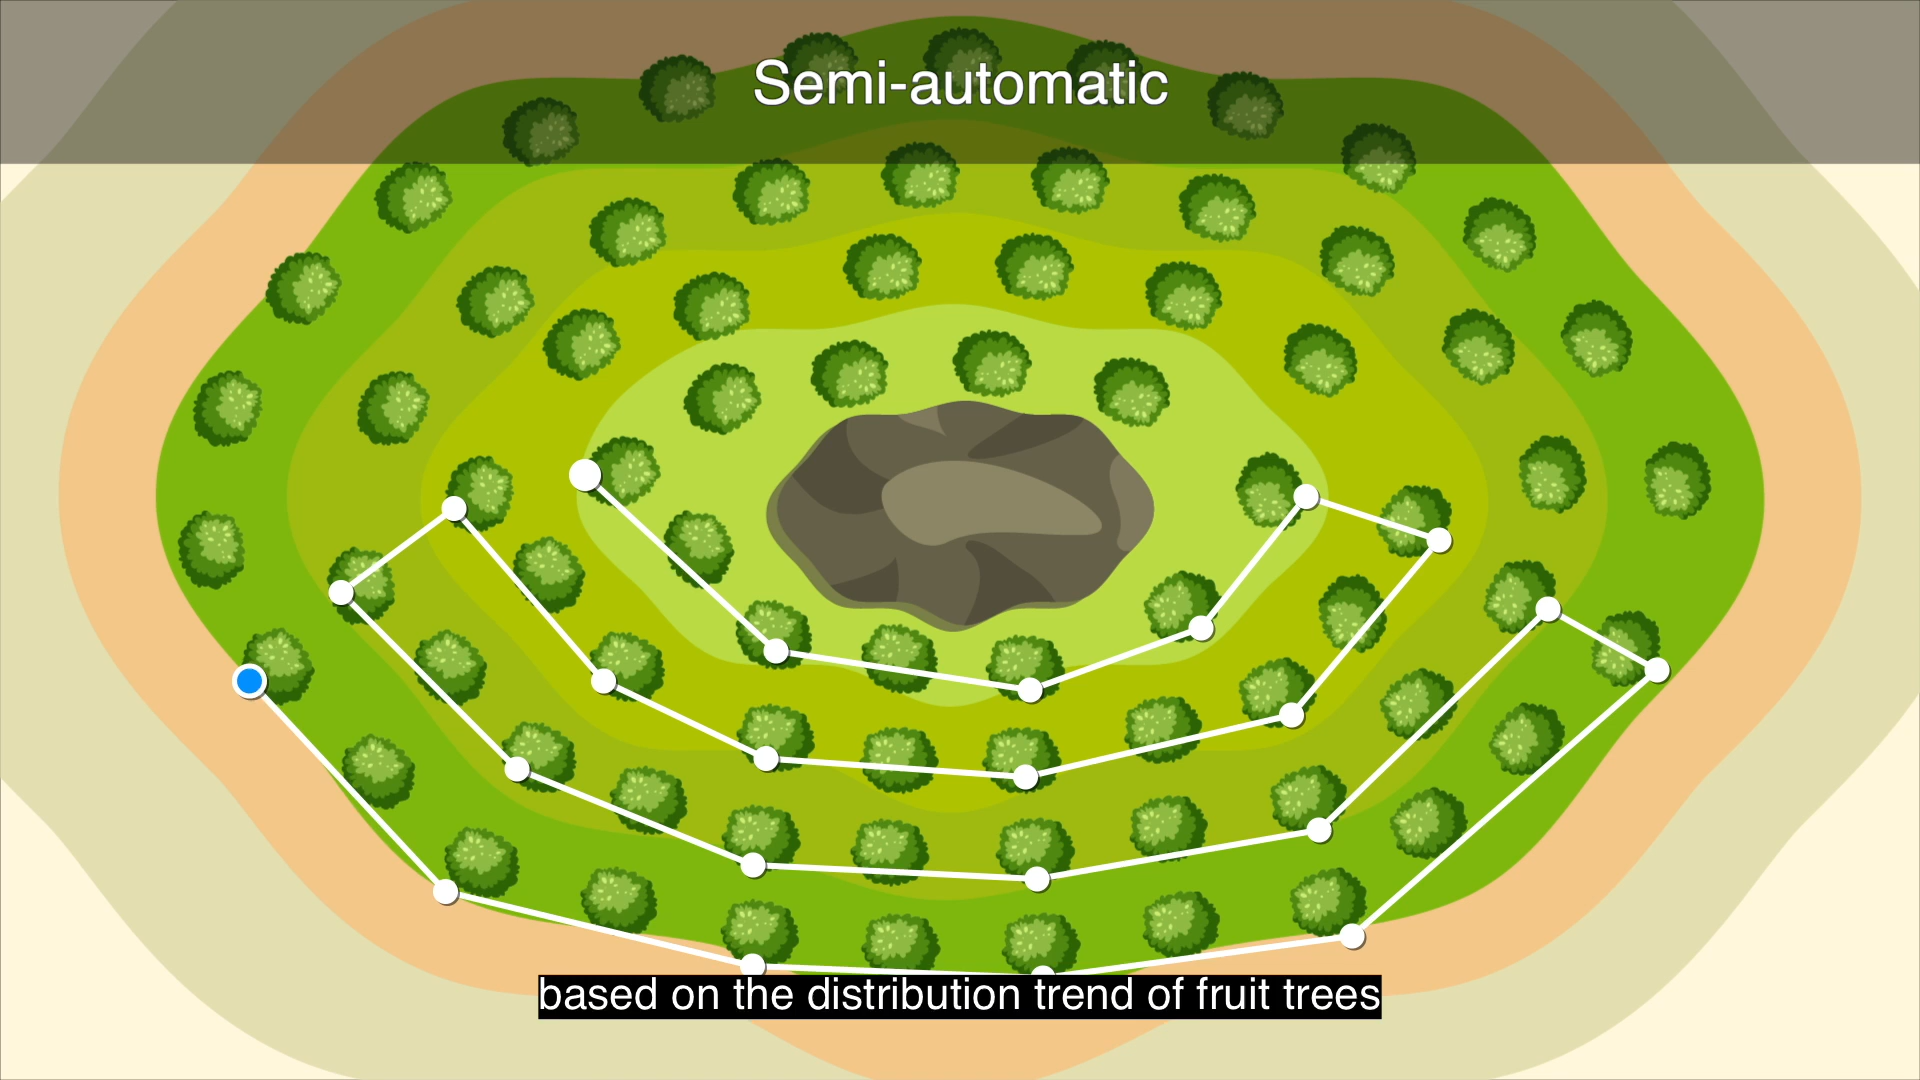 Semi-automatic
based on the distribution trend of fruit trees